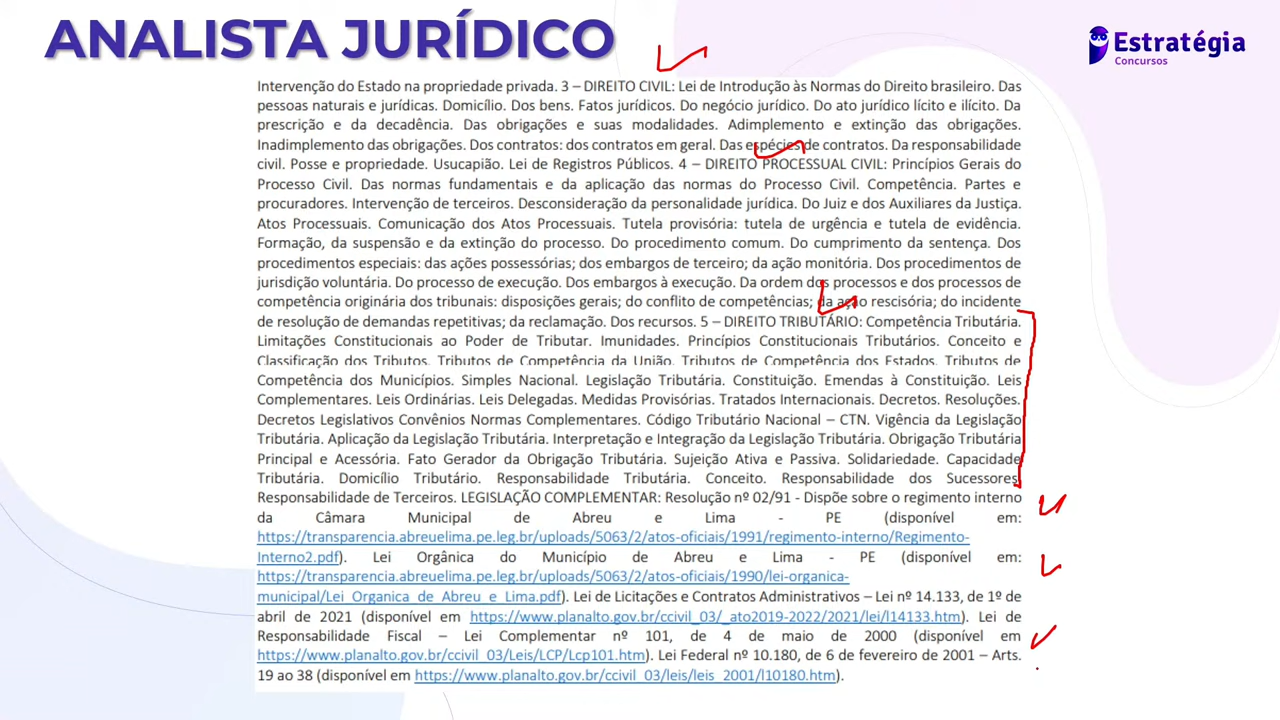 ANALISTA JURÍDICO
Estratégia
Concursos
Intervenção do Estado na propriedade privada. 3 – DIREITO CIVIL: Lei de Introdução às Normas do Direito brasileiro. Das
pessoas naturais e jurídicas. Domicílio. Dos bens. Fatos jurídicos. Do negócio jurídico. Do ato jurídico lícito e ilícito. Da
prescrição e da decadência. Das obrigações e suas modalidades. Adimplemento e extinção das obrigações.
Inadimplemento das obrigações. Dos contratos: dos contratos em geral. Das espécies de contratos. Da responsabilidade
civil. Posse e propriedade. Usucapião. Lei de Registros Públicos. 4 – DIREITO PROCESSUAL CIVIL: Princípios Gerais do
Processo Civil. Das normas fundamentais e da aplicação das normas do Processo Civil. Competência. Partes e
procuradores. Intervenção de terceiros. Desconsideração da personalidade jurídica. Do Juiz e dos Auxiliares da Justiça.
Atos Processuais. Comunicação dos Atos Processuais. Tutela provisória: tutela de urgência e tutela de evidência.
Formação, da suspensão e da extinção do processo. Do procedimento comum. Do cumprimento da sentença. Dos
procedimentos especiais: das ações possessórias; dos embargos de terceiro; da ação monitória. Dos procedimentos de
jurisdição voluntária. Do processo de execução. Dos embargos à execução. Da ordem dos processos e dos processos de
competência originária dos tribunais: disposições gerais; do conflito de competências; da ação rescisória; do incidente
de resolução de demandas repetitivas; da reclamação. Dos recursos. 5 – DIREITO TRIBUTÁRIO: Competência Tributária.
Limitações Constitucionais ao Poder de Tributar. Imunidades. Princípios Constitucionais Tributários. Conceito e
Classificação dos Tributos. Tributos de Competência da União. Tributos de Competência dos Estados. Tributos de
Competência dos Municípios. Simples Nacional. Legislação Tributária. Constituição. Emendas à Constituição. Leis
Complementares. Leis Ordinárias. Leis Delegadas. Medidas Provisórias. Tratados Internacionais. Decretos. Resoluções.
Decretos Legislativos Convênios Normas Complementares. Código Tributário Nacional – CTN. Vigência da Legislação
Tributária. Aplicação da Legislação Tributária. Interpretação e Integração da Legislação Tributária. Obrigação Tributária
Principal e Acessória. Fato Gerador da Obrigação Tributária. Sujeição Ativa e Passiva. Solidariedade. Capacidade
Tributária. Domicílio Tributário. Responsabilidade Tributária. Conceito. Responsabilidade dos Sucessores.
Responsabilidade de Terceiros. LEGISLAÇÃO COMPLEMENTAR: Resolução nº 02/91 - Dispõe sobre o regimento interno
da Câmara Municipal de Abreu e Lima - PE (disponível em:
https://transparencia.abreuelima.pe.leg.br/uploads/5063/2/atos-oficiais/1991/regimento-interno/Regimento-
Interno2.pdf). Lei Orgânica do Município de Abreu e Lima - PE (disponível em:
https://transparencia.abreuelima.pe.leg.br/uploads/5063/2/atos-oficiais/1990/lei-organica-
municipal/Lei_Organica_de_Abreu_e_Lima.pdf). Lei de Licitações e Contratos Administrativos – Lei nº 14.133, de 1º de
abril de 2021 (disponível em https://www.planalto.gov.br/ccivil_03/_ato2019-2022/2021/lei/l14133.htm). Lei de
Responsabilidade Fiscal – Lei Complementar nº 101, de 4 de maio de 2000 (disponível em
https://www.planalto.gov.br/ccivil_03/Leis/LCP/Lcp101.htm). Lei Federal nº 10.180, de 6 de fevereiro de 2001 – Arts.
19 ao 38 (disponível em https://www.planalto.gov.br/ccivil_03/leis/leis_2001/l10180.htm).